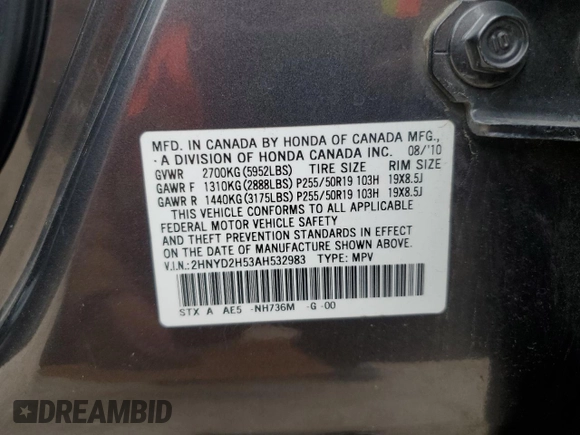 MFD. IN CANADA BY HONDA OF CANADA MFG.,
A DIVISION OF HONDA CANADA INC. 08/'10
GVWR 2700KG(5952LBS) TIRE SIZE RIM SIZE
GAWR F 1310KG(2888LBS) P255/50R19 103H 19X8.5J
GAWR R 1440KG(3175LBS) P255/50R19 103H 19X8.5J
THIS VEHICLE CONFORMS TO ALL APPLICABLE
FEDERAL MOTOR VEHICLE SAFETY
AND THEFT PREVENTION STANDARDS IN EFFECT
ON THE DATE OF MANUFACTURE SHOWN ABOVE.
V.I.N.: 2HNYD2H53AH532983 TYPE: MPV
STX A AE5 -NH736M -G -00
DREAMBID